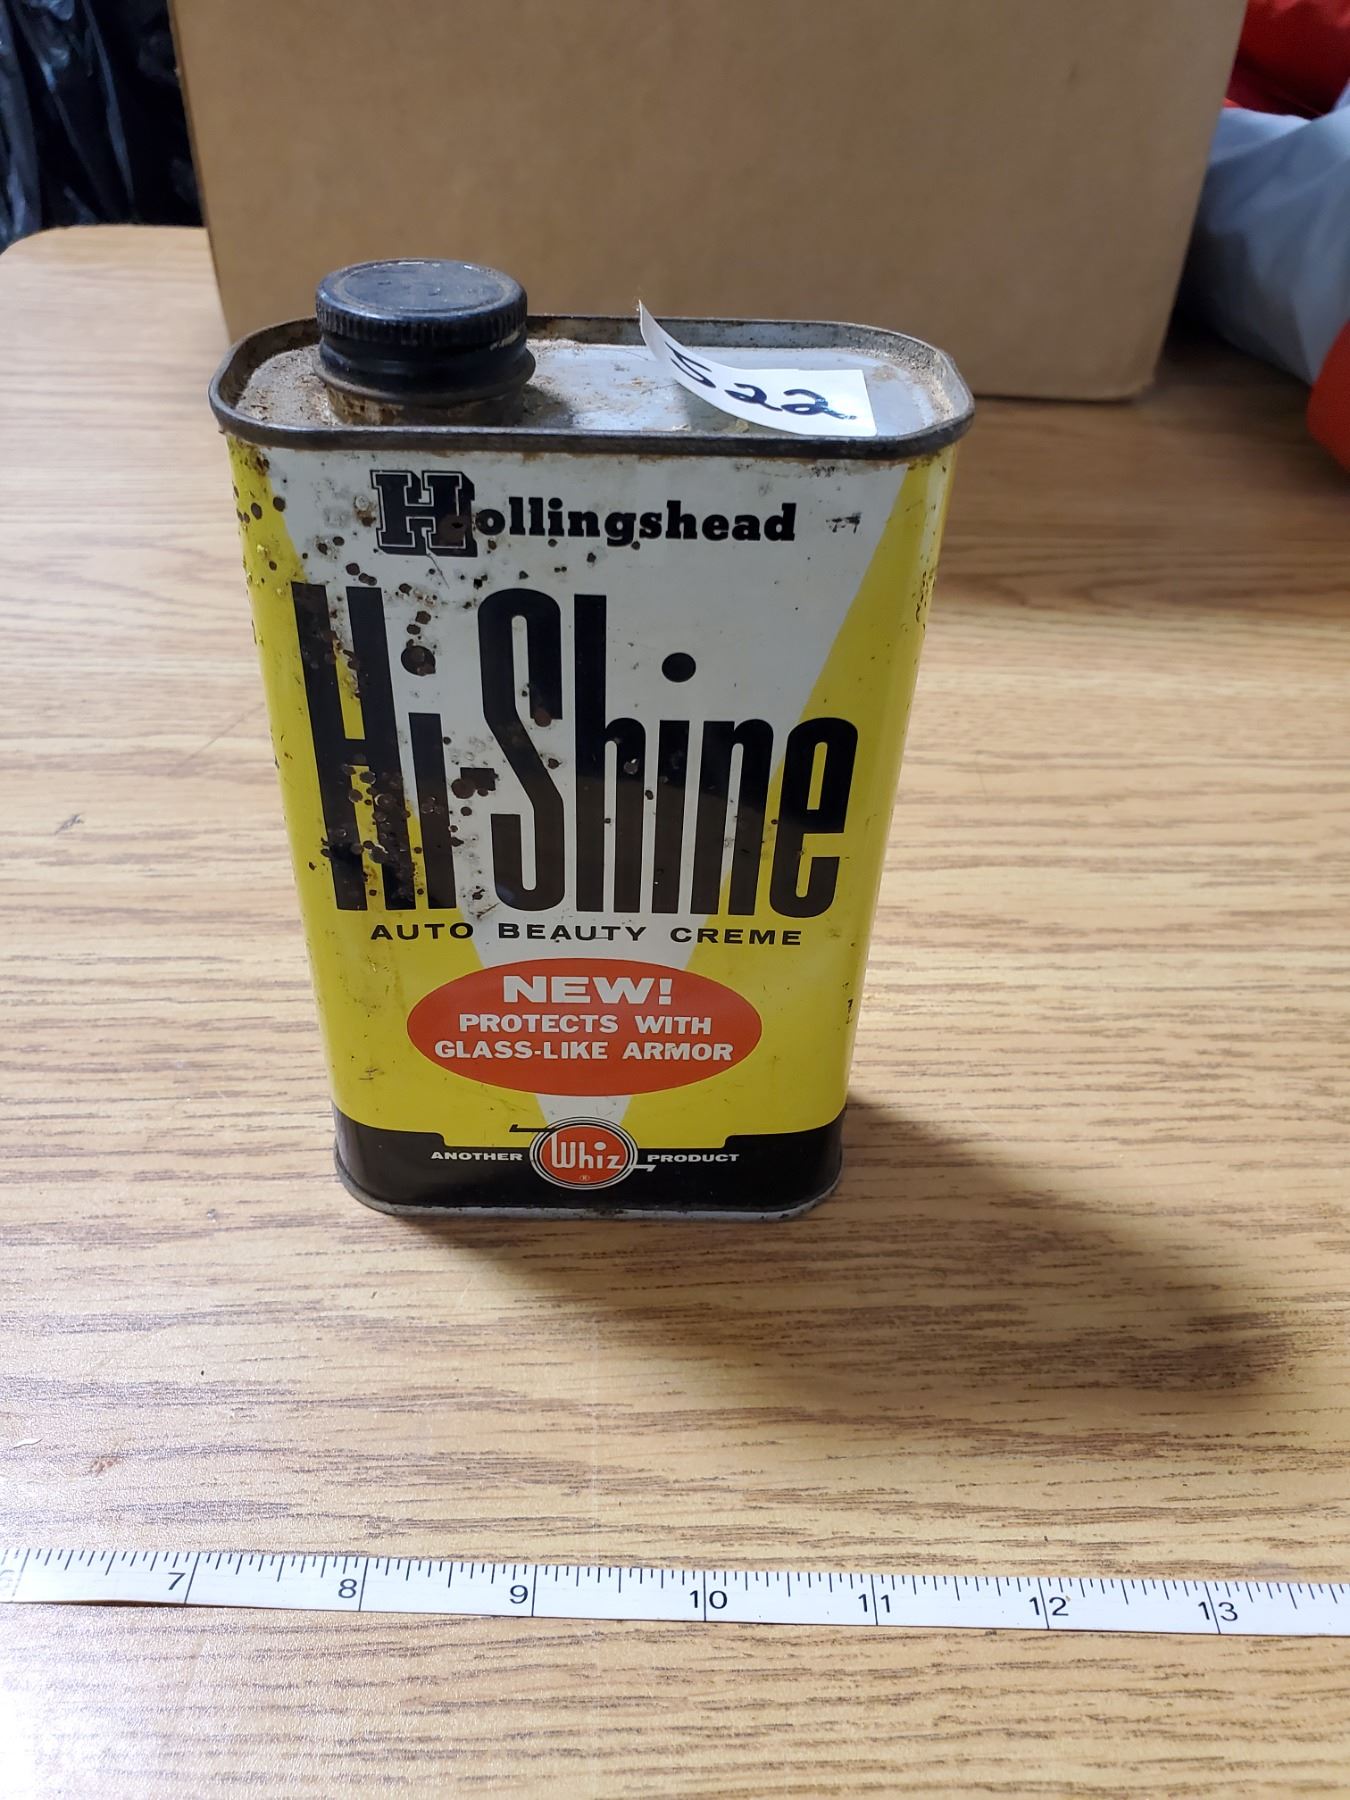 522
Hollingshead
Hi-Shine
AUTO BEAUTY CREME
NEW!
PROTECTS WITH
GLASS-LIKE ARMOR
ANOTHER Whiz PRODUCT
®
7 8 9 10 11 12 13